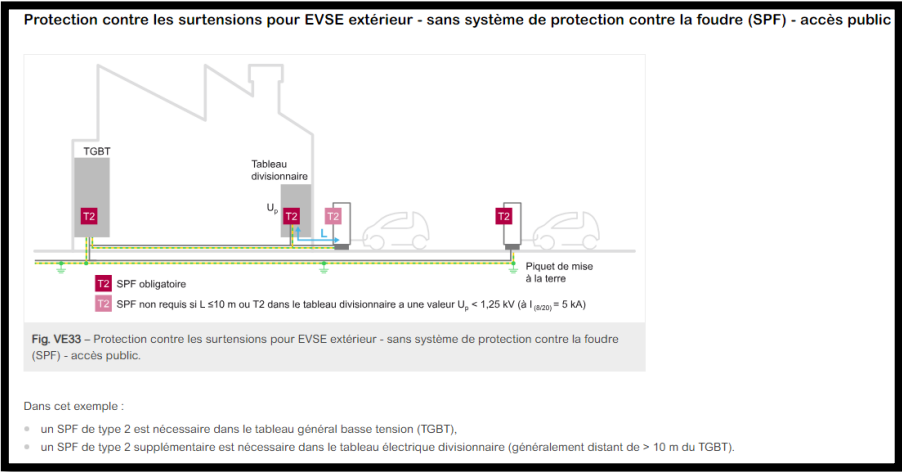 Protection contre les surtensions pour EVSE extérieur - sans système de protection contre la foudre (SPF) - accès public
TGBT
Tableau
divisionnaire
Up
T2
T2
T2
T2
L
Piquet de mise
à la terre
T2 SPF obligatoire
T2 SPF non requis si L ≤10 m ou T2 dans le tableau divisionnaire a une valeur Up < 1,25 kV (à I (8/20) = 5 kA)
Fig. VE33 – Protection contre les surtensions pour EVSE extérieur - sans système de protection contre la foudre
(SPF) - accès public.
Dans cet exemple :
un SPF de type 2 est nécessaire dans le tableau général basse tension (TGBT),
un SPF de type 2 supplémentaire est nécessaire dans le tableau électrique divisionnaire (généralement distant de > 10 m du TGBT).